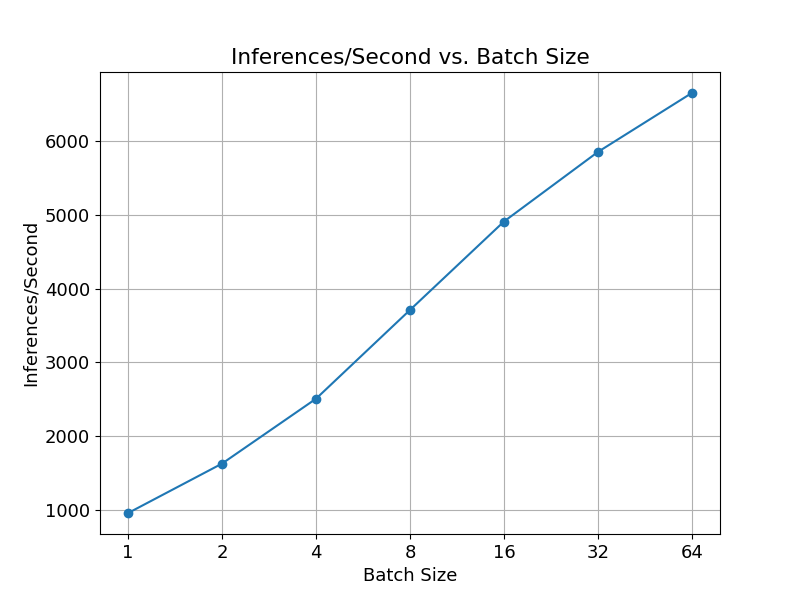 Inferences/Second vs. Batch Size
6000
5000
4000
3000
2000
1000
Inferences/Second
1 2 4 8 16 32 64
Batch Size